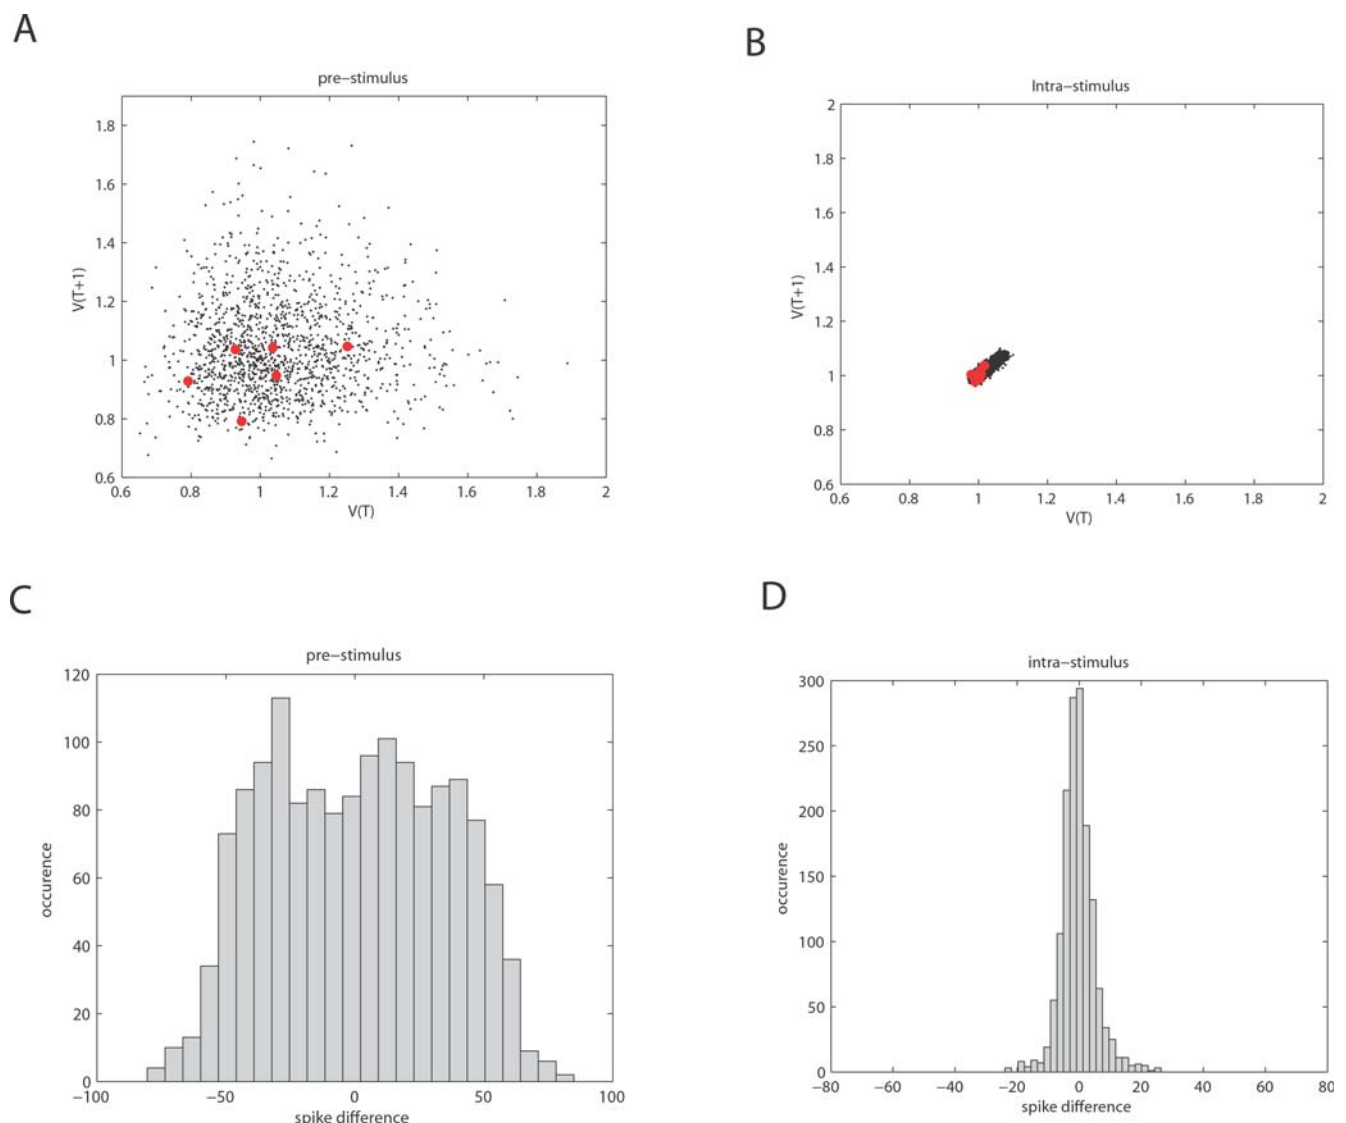 A
pre−stimulus
1.8
1.6
1.4
1.2
1
0.8
0.6
V(T+1)
0.6 0.8 1 1.2 1.4 1.6 1.8 2
V(T)
B
Intra−stimulus
2
1.8
1.6
1.4
1.2
1
0.8
0.6
V(T+1)
0.6 0.8 1 1.2 1.4 1.6 1.8 2
V(T)
C
pre−stimulus
120
100
80
60
40
20
0
occurence
−100 −50 0 50 100
spike difference
D
intra−stimulus
300
250
200
150
100
50
0
occurence
−80 −60 −40 −20 0 20 40 60 80
spike difference